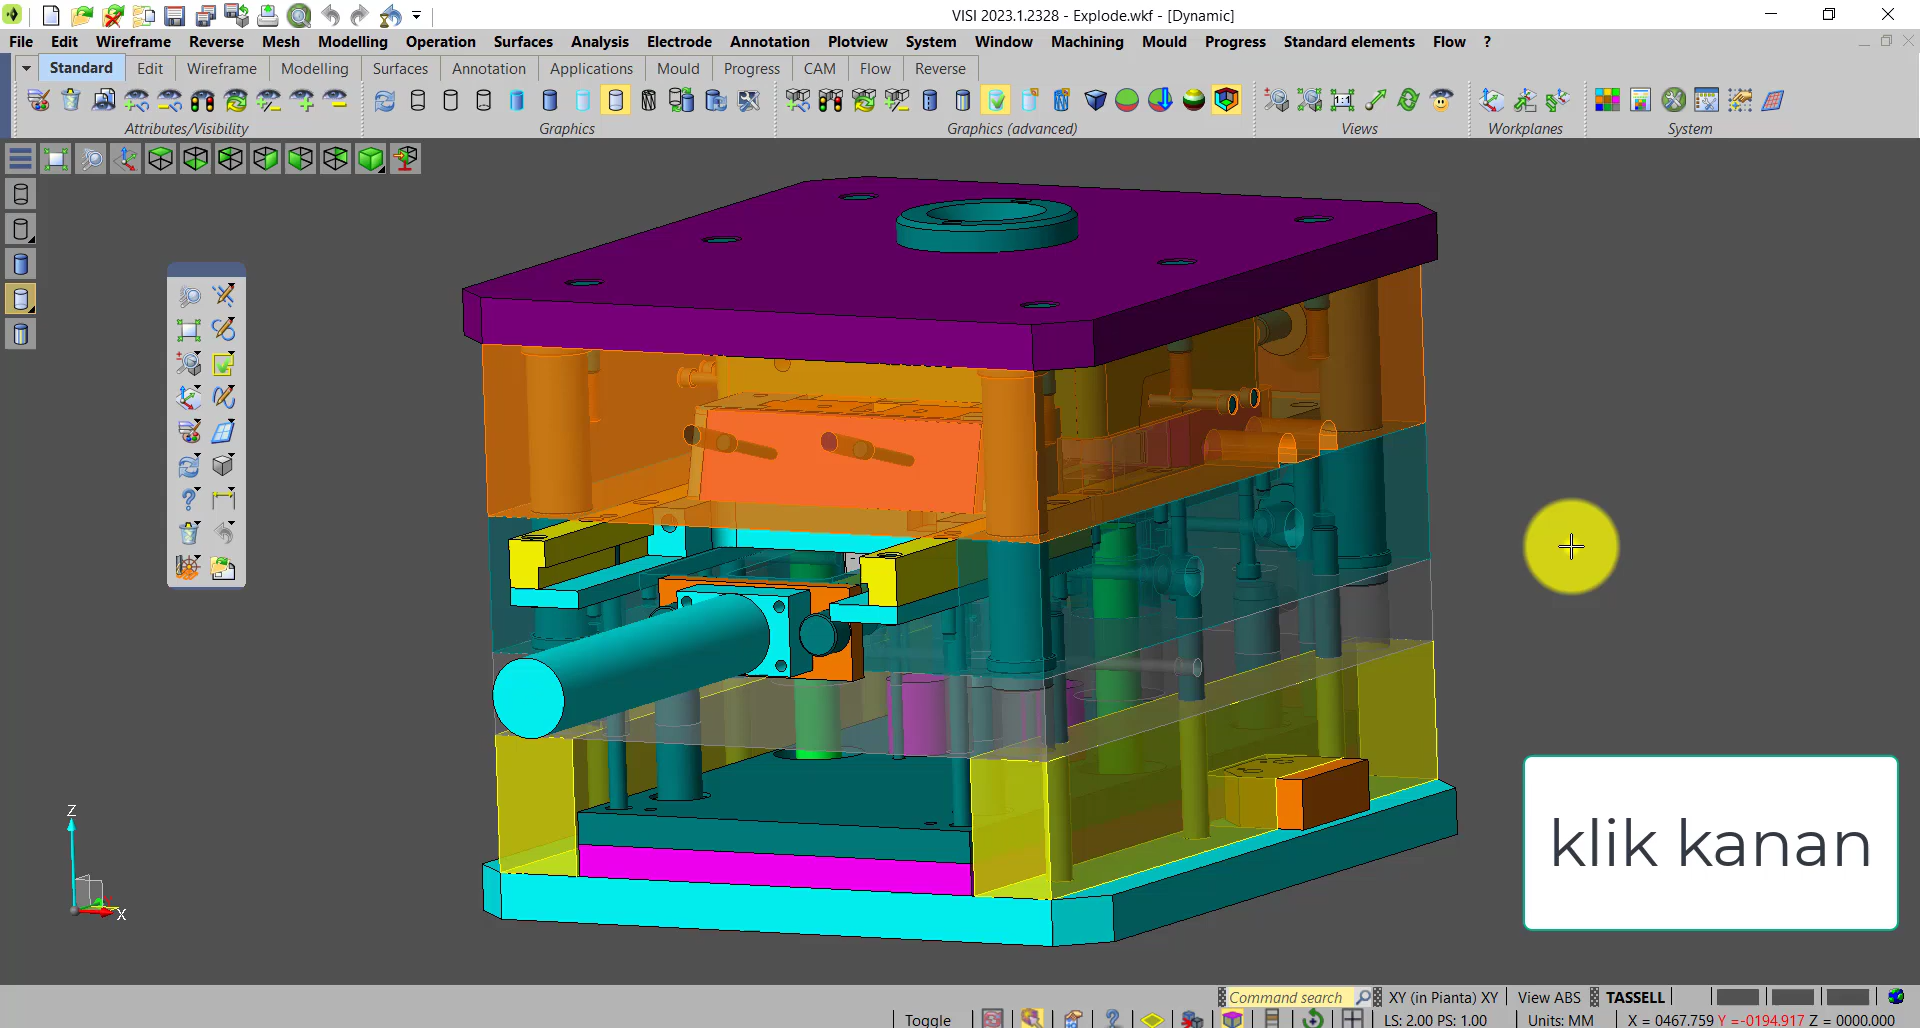 VISI 2023.1.2328 - Explode.wkf - [Dynamic]
File Edit Wireframe Reverse Mesh Modelling Operation Surfaces Analysis Electrode Annotation Plotview System Window Machining Mould Progress Standard elements Flow ?
Standard Edit Wireframe Modelling Surfaces Annotation Applications Mould Progress CAM Flow Reverse
1:1
Attributes/Visibility Graphics Graphics (advanced) Views Workplanes System
Z
X
klik kanan
Command search XY (in Pianta) XY View ABS TASSELL
Toggle LS: 2.00 PS: 1.00 Units: MM X = 0467.759 Y =-0194.917 Z = 0000.000